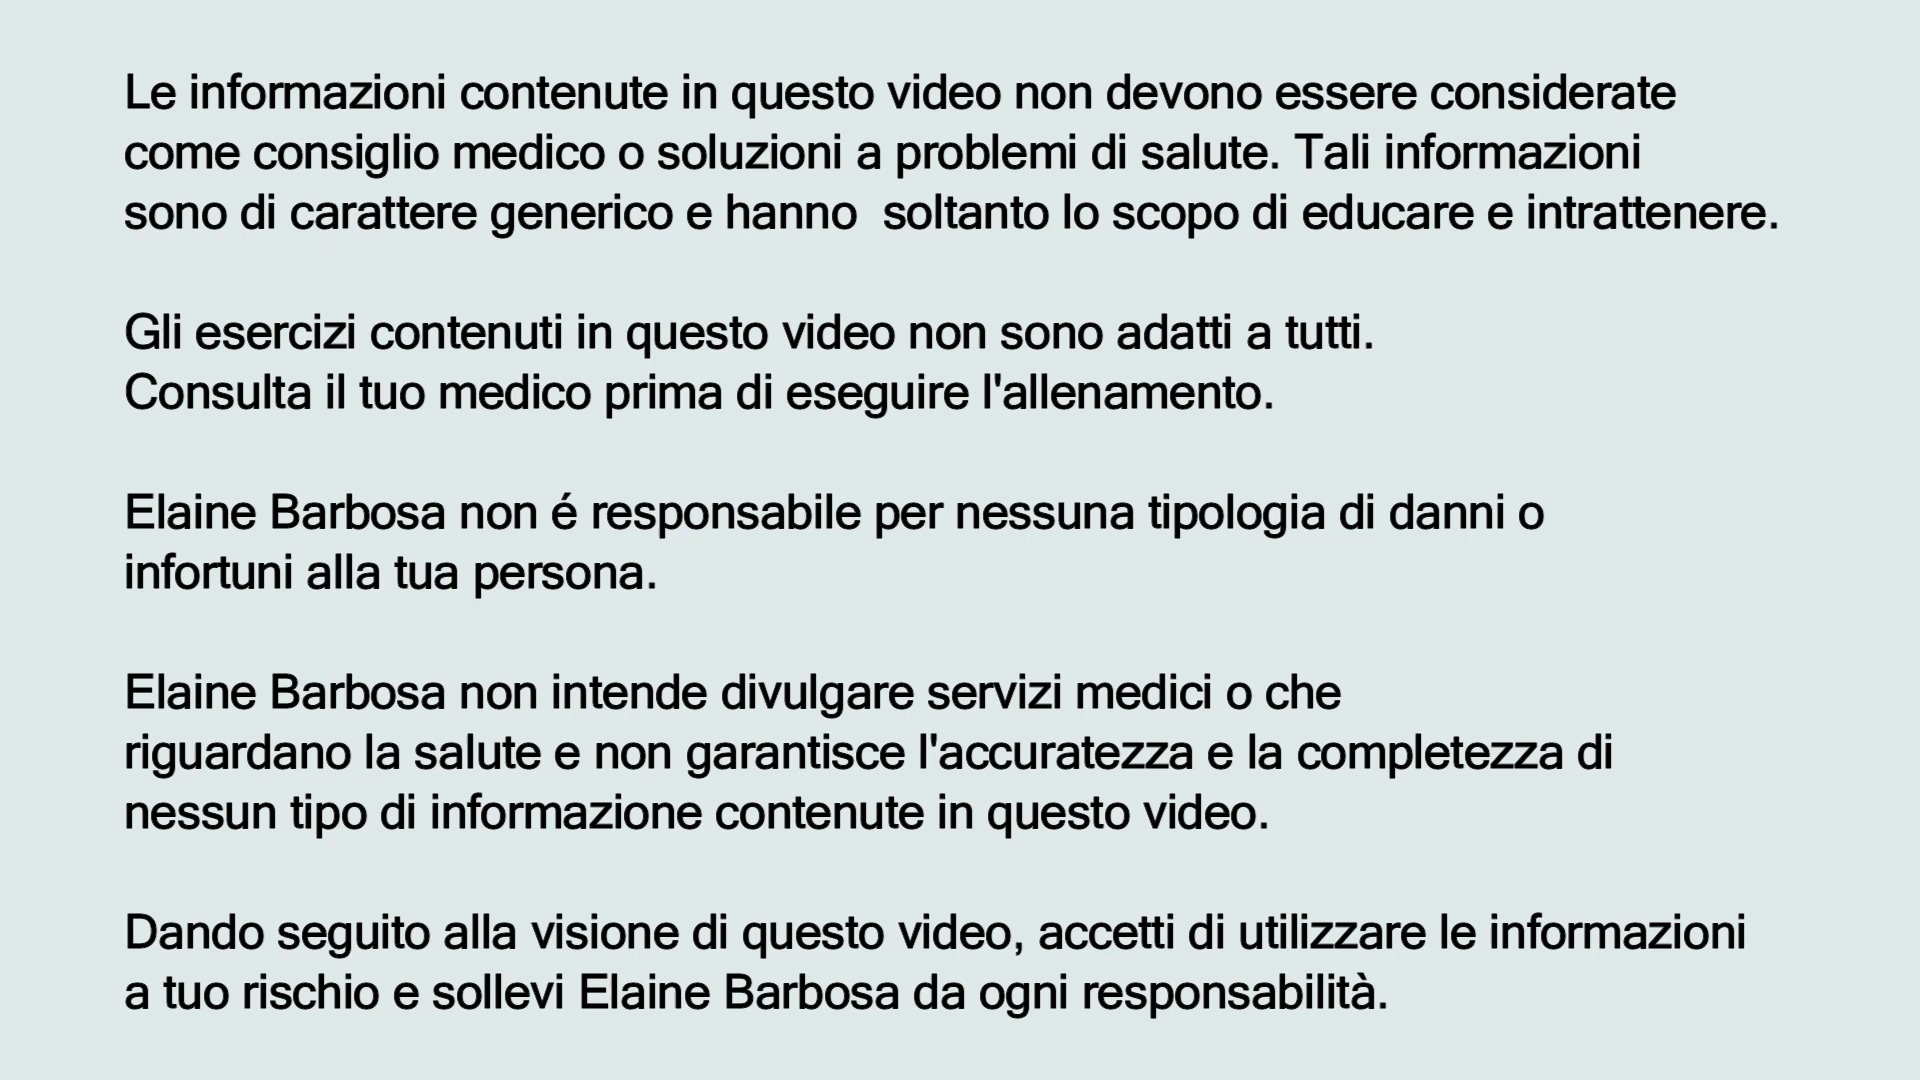 Le informazioni contenute in questo video non devono essere considerate
come consiglio medico o soluzioni a problemi di salute. Tali informazioni
sono di carattere generico e hanno  soltanto lo scopo di educare e intrattenere.
Gli esercizi contenuti in questo video non sono adatti a tutti.
Consulta il tuo medico prima di eseguire l'allenamento.
Elaine Barbosa non é responsabile per nessuna tipologia di danni o
infortuni alla tua persona.
Elaine Barbosa non intende divulgare servizi medici o che
riguardano la salute e non garantisce l'accuratezza e la completezza di
nessun tipo di informazione contenute in questo video.
Dando seguito alla visione di questo video, accetti di utilizzare le informazioni
a tuo rischio e sollevi Elaine Barbosa da ogni responsabilità.